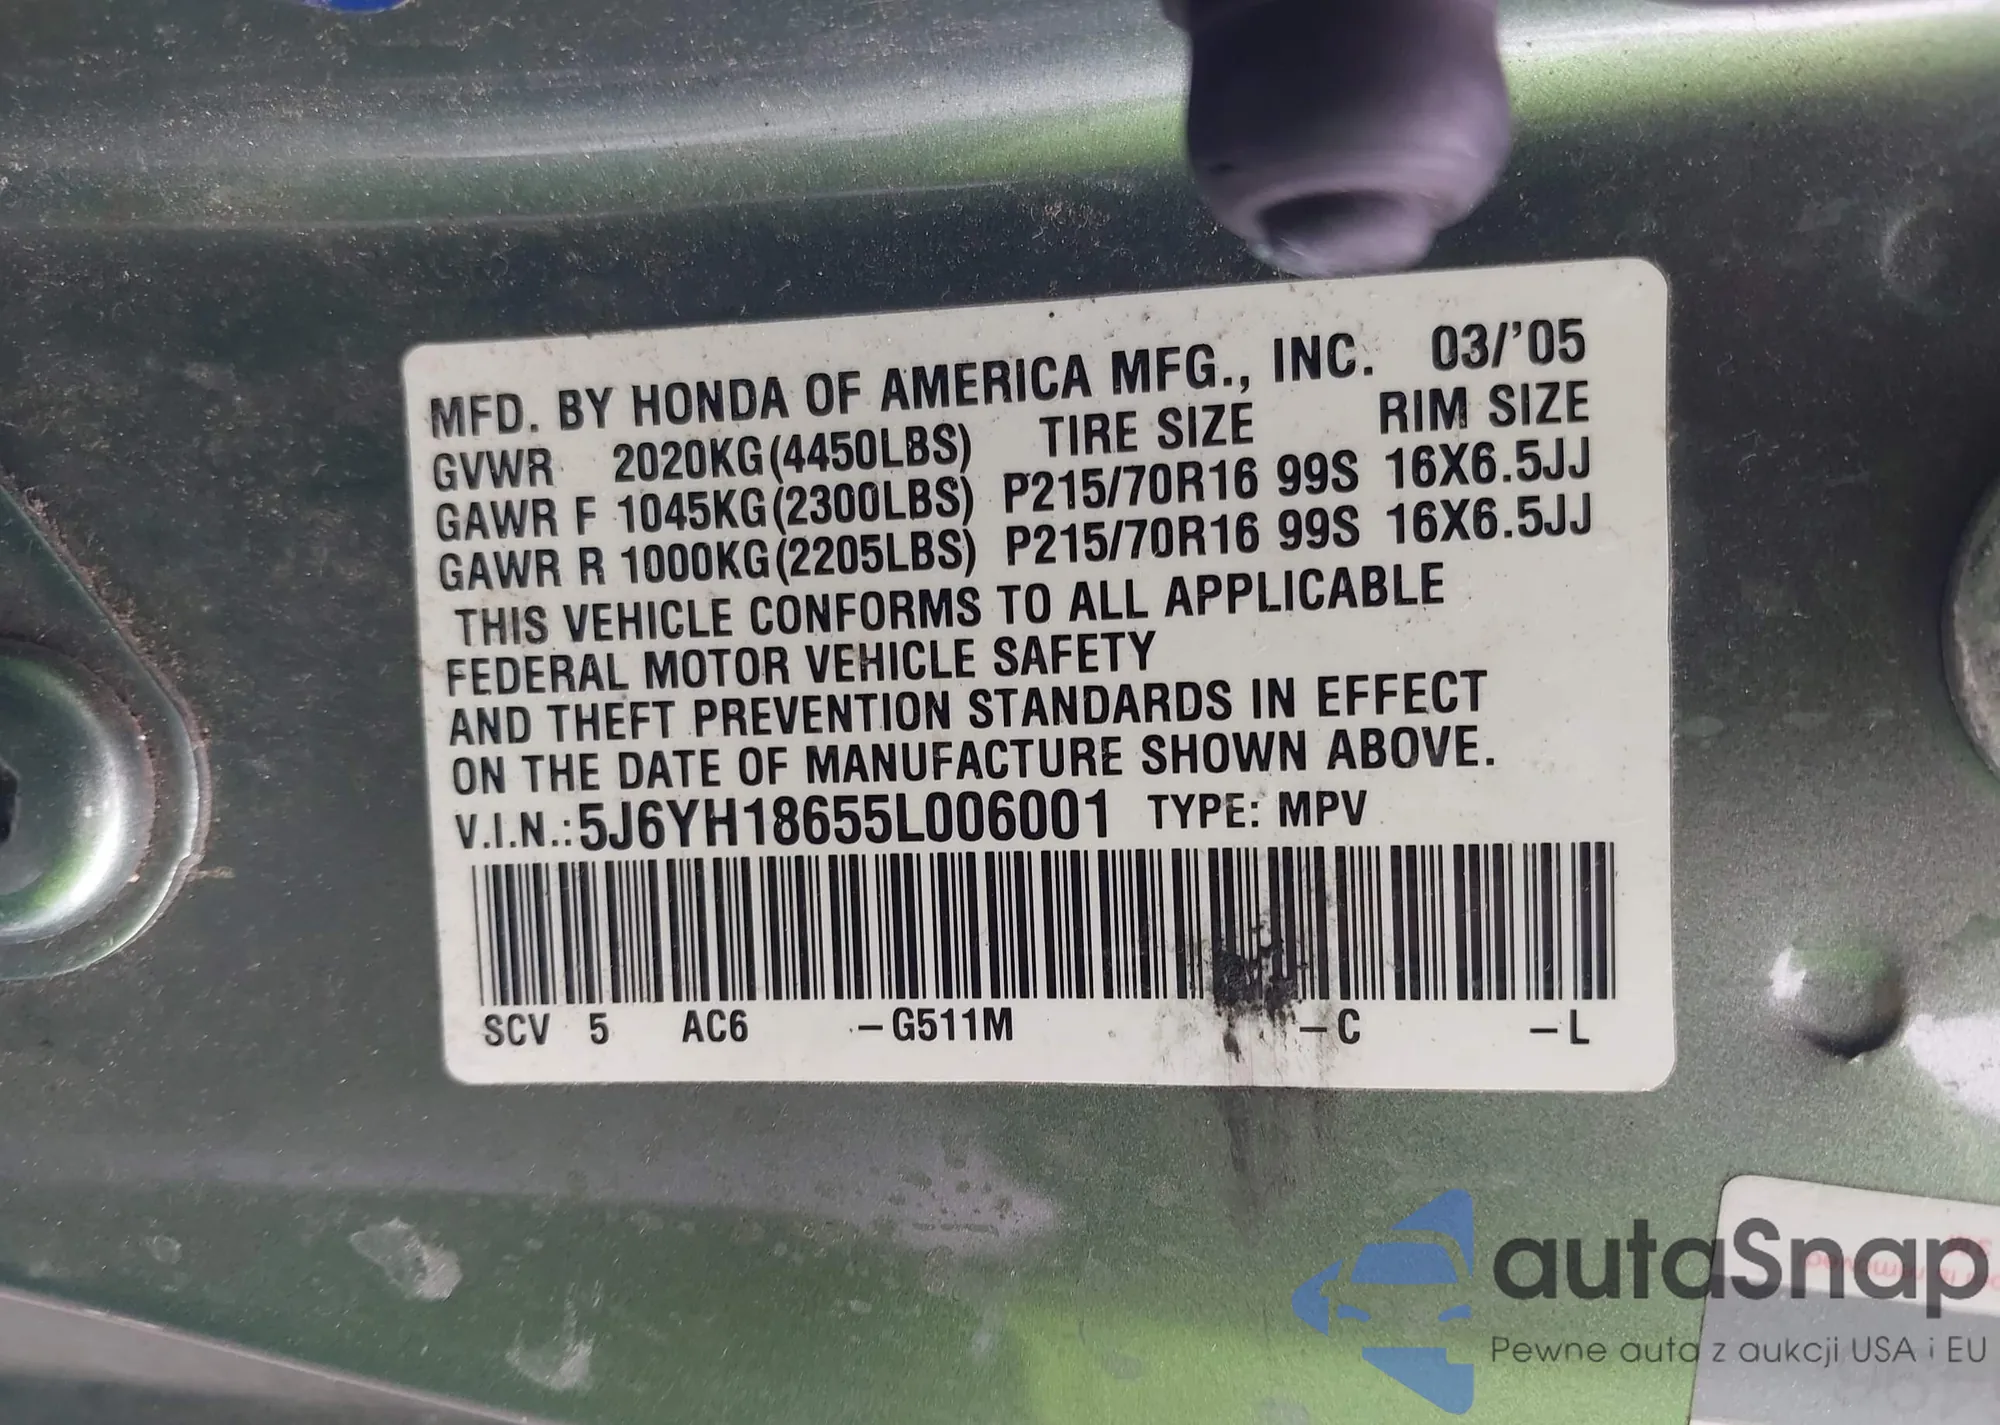 MFD. BY HONDA OF AMERICA MFG., INC. 03/'05
GVWR 2020KG(4450LBS) TIRE SIZE RIM SIZE
GAWR F 1045KG(2300LBS) P215/70R16 99S 16X6.5JJ
GAWR R 1000KG(2205LBS) P215/70R16 99S 16X6.5JJ
THIS VEHICLE CONFORMS TO ALL APPLICABLE
FEDERAL MOTOR VEHICLE SAFETY
AND THEFT PREVENTION STANDARDS IN EFFECT
ON THE DATE OF MANUFACTURE SHOWN ABOVE.
V.I.N.:5J6YH18655L006001 TYPE: MPV
SCV 5 AC6 –G511M –C –L
autaSnap
Pewne auta z aukcji USA i EU